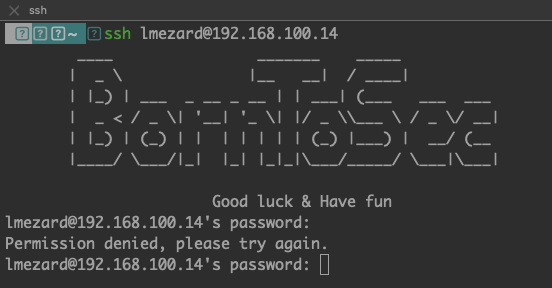 ssh
~ ssh lmezard@192.168.100.14
BornToSec
Good luck & Have fun
lmezard@192.168.100.14's password:
Permission denied, please try again.
lmezard@192.168.100.14's password: